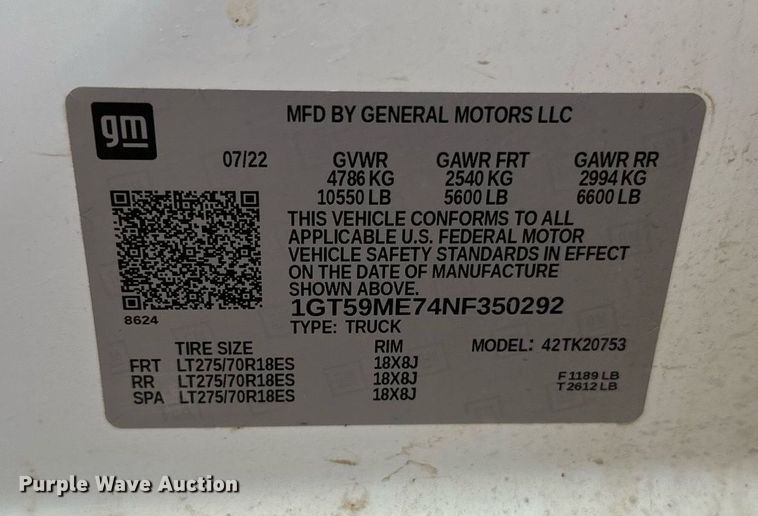 gm
MFD BY GENERAL MOTORS LLC
07/22 GVWR GAWR FRT GAWR RR
4786 KG 2540 KG 2994 KG
10550 LB 5600 LB 6600 LB
THIS VEHICLE CONFORMS TO ALL
APPLICABLE U.S. FEDERAL MOTOR
VEHICLE SAFETY STANDARDS IN EFFECT
ON THE DATE OF MANUFACTURE
SHOWN ABOVE.
1GT59ME74NF350292
8624
TYPE: TRUCK
TIRE SIZE RIM MODEL: 42TK20753
FRT LT275/70R18ES 18X8J
RR LT275/70R18ES 18X8J
SPA LT275/70R18ES 18X8J
F 1189 LB
T 2612 LB
Purple Wave Auction